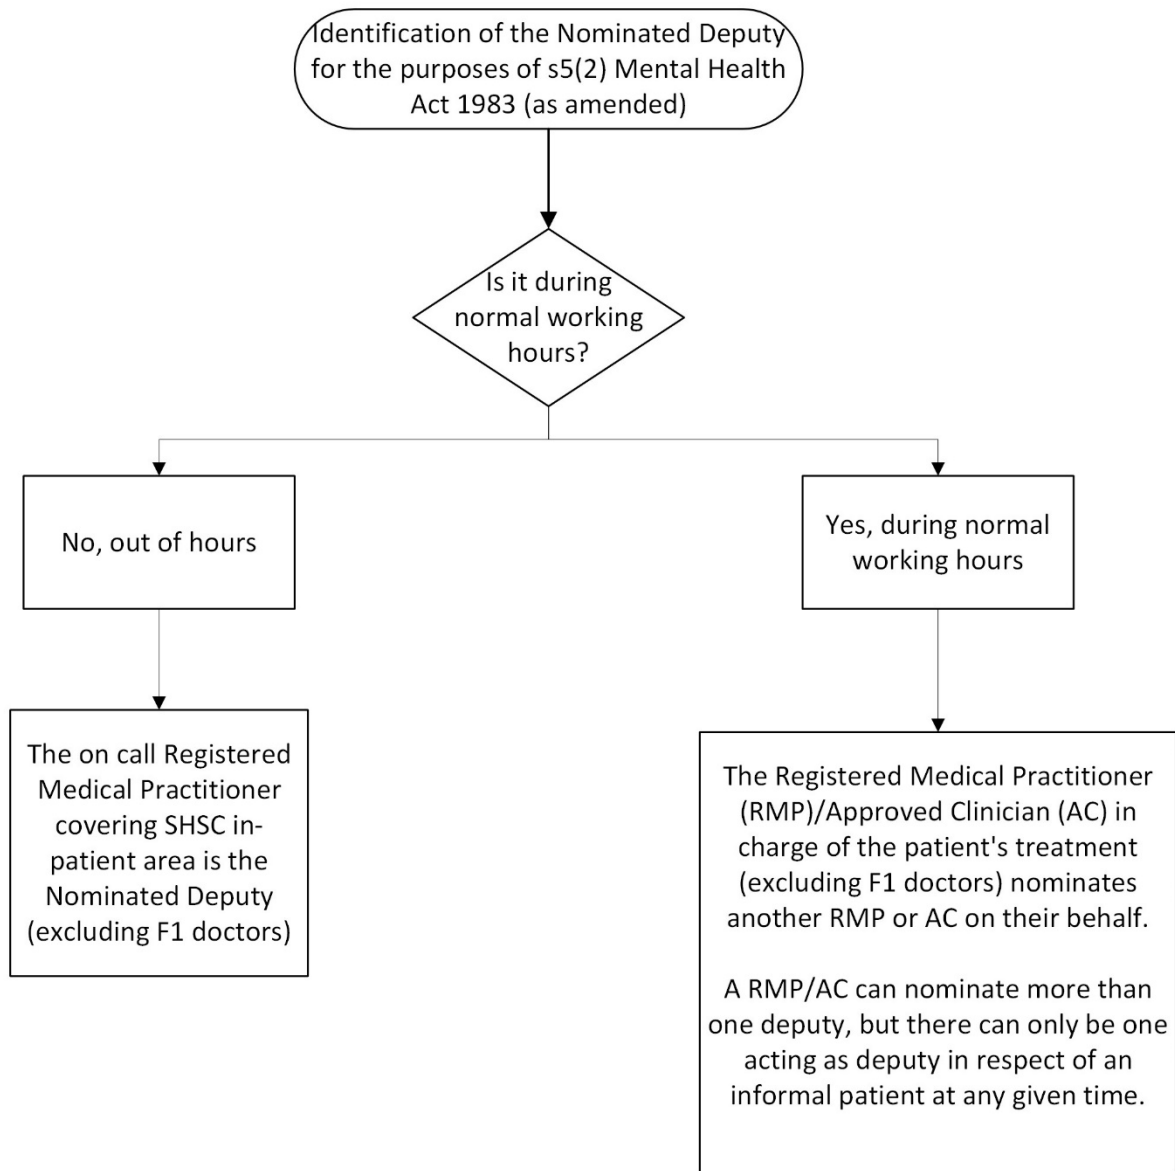 Identification of the Nominated Deputy
for the purposes of s5(2) Mental Health
Act 1983 (as amended)
Is it during
normal working
hours?
No, out of hours
Yes, during normal
working hours
The on call Registered
Medical Practitioner
covering SHSC in-
patient area is the
Nominated Deputy
(excluding F1 doctors)
The Registered Medical Practitioner
(RMP)/Approved Clinician (AC) in
charge of the patient's treatment
(excluding F1 doctors) nominates
another RMP or AC on their behalf.
A RMP/AC can nominate more than
one deputy, but there can only be one
acting as deputy in respect of an
informal patient at any given time.